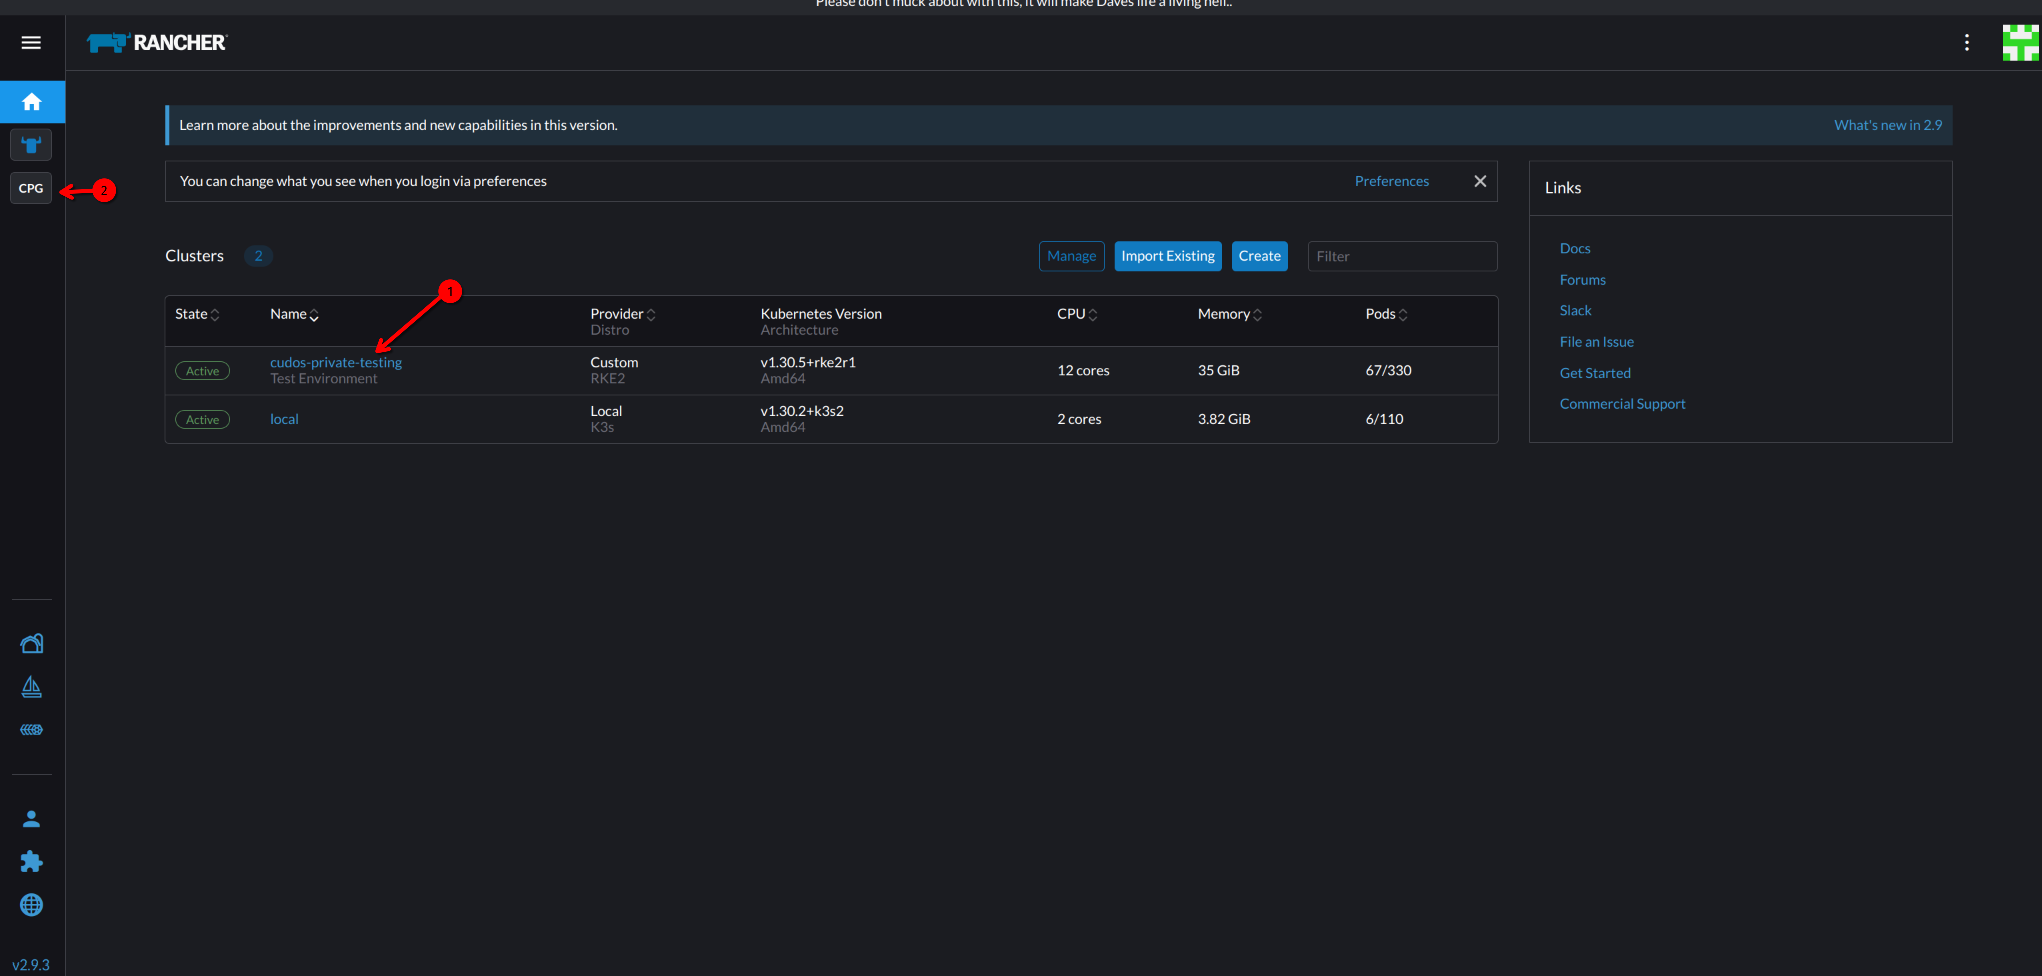 Please don't muck about with this, it will make Daves life a living hell..
RANCHER
Learn more about the improvements and new capabilities in this version. What's new in 2.9
CPG
2
You can change what you see when you login via preferences Preferences
Links
Clusters 2 Manage Import Existing Create Filter
Docs
Forums
Slack
File an Issue
Get Started
Commercial Support
1
State Name Provider Kubernetes Version CPU Memory Pods
Distro Architecture
Active cudos-private-testing Custom v1.30.5+rke2r1 12 cores 35 GiB 67/330
Test Environment RKE2 Amd64
Active local Local v1.30.2+k3s2 2 cores 3.82 GiB 6/110
K3s Amd64
v2.9.3